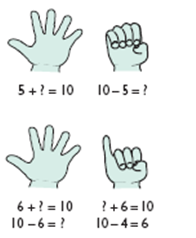 5 + ? = 10 10 – 5 = ?
6 + ? = 10 ? + 6 = 10
10 – 6 = ? 10 – 4 = 6